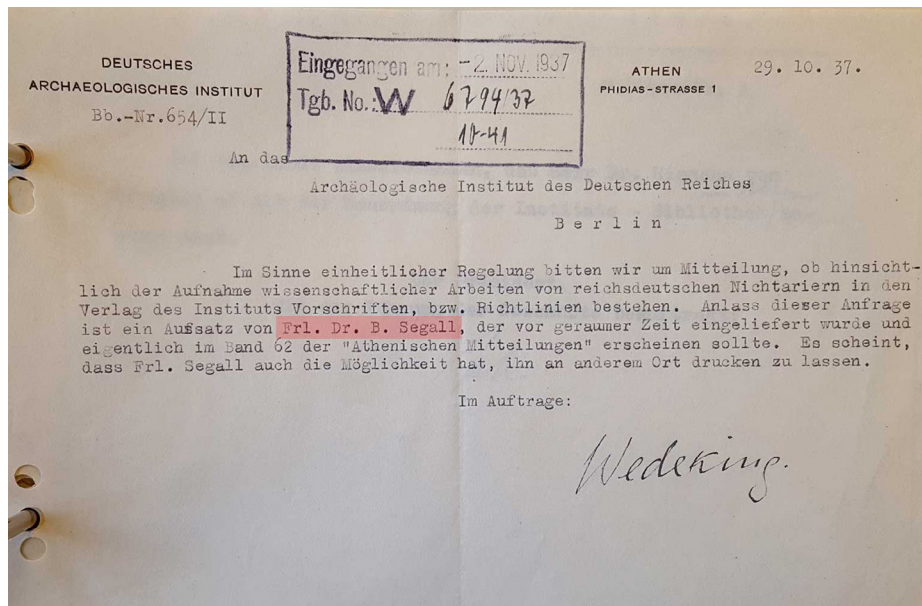 DEUTSCHES
ARCHAEOLOGISCHES INSTITUT
Bb.-Nr.654/II
Eingegangen am: -2. NOV. 1937
Tgb. No.: W 6794/37
10-41
ATHEN
PHIDIAS-STRASSE 1
29. 10. 37.
An das
Archäologische Institut des Deutschen Reiches
B e r l i n
Im Sinne einheitlicher Regelung bitten wir um Mitteilung, ob hinsicht-
lich der Aufnahme wissenschaftlicher Arbeiten von reichsdeutschen Nichtariern in den
Verlag des Instituts Vorschriften, bzw. Richtlinien bestehen. Anlass dieser Anfrage
ist ein Aufsatz von Frl. Dr. B. Segall, der vor geraumer Zeit eingeliefert wurde und
eigentlich im Band 62 der "Athenischen Mitteilungen" erscheinen sollte. Es scheint,
dass Frl. Segall auch die Möglichkeit hat, ihn an anderem Ort drucken zu lassen.
Im Auftrage:
Wedeking.